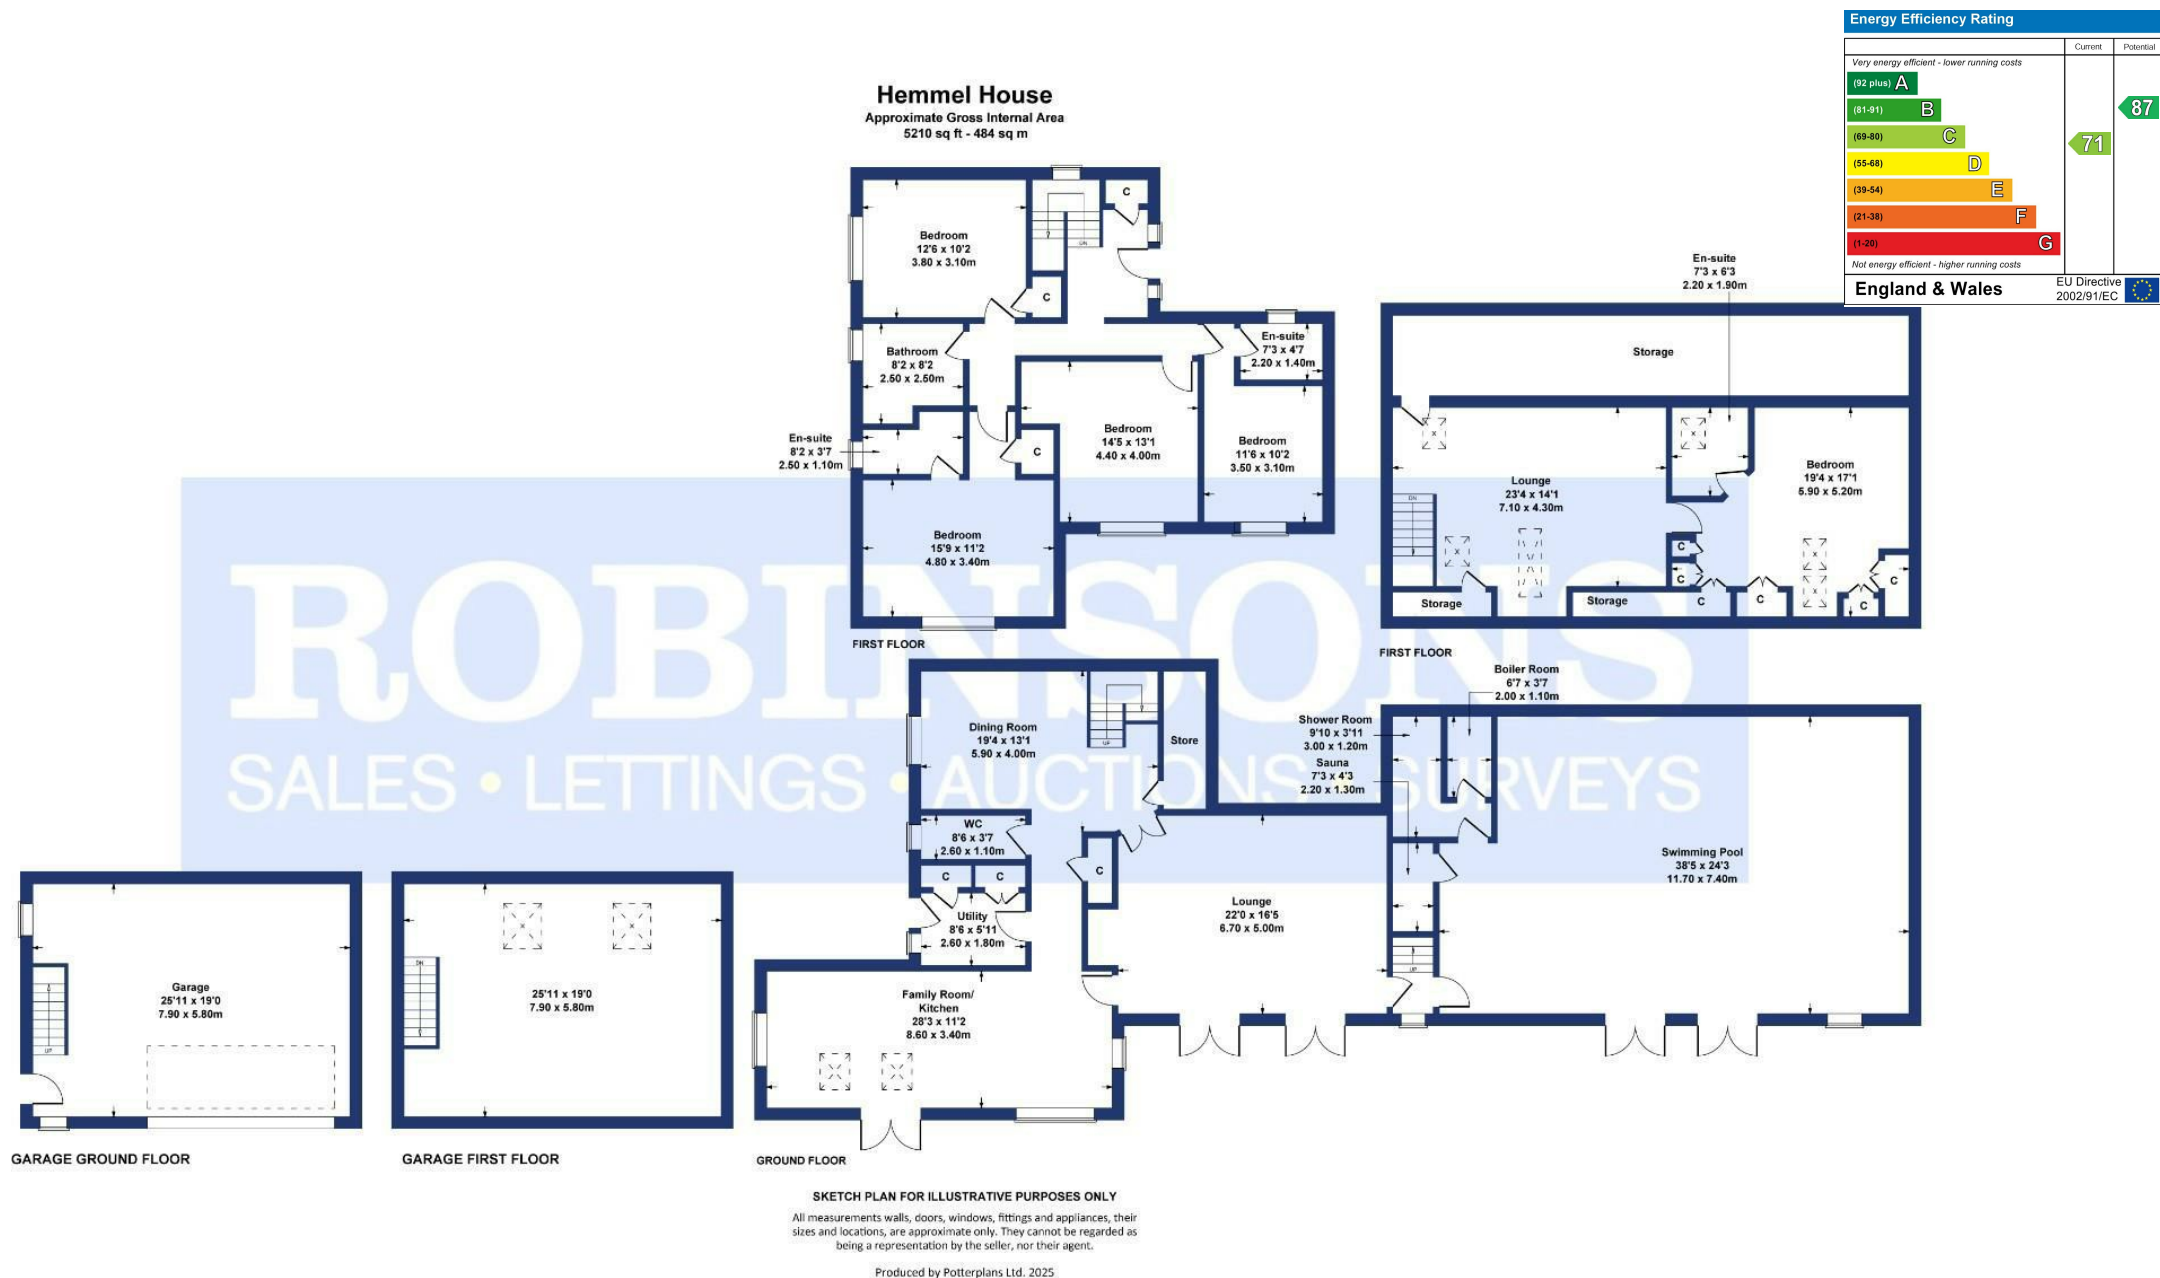 Energy Efficiency Rating
Current
Potential
Very energy efficient - lower running costs
(92 plus) A
(81-91) B
(69-80) C
(55-68) D
(39-54) E
(21-38) F
(1-20) G
71
87
Not energy efficient - higher running costs
England & Wales
EU Directive
2002/91/EC
Hemmel House
Approximate Gross Internal Area
5210 sq ft - 484 sq m
Bedroom
12'6 x 10'2
3.80 x 3.10m
DN
C
C
Bathroom
8'2 x 8'2
2.50 x 2.50m
En-suite
7'3 x 4'7
2.20 x 1.40m
En-suite
8'2 x 3'7
2.50 x 1.10m
C
Bedroom
14'5 x 13'1
4.40 x 4.00m
Bedroom
11'6 x 10'2
3.50 x 3.10m
Bedroom
15'9 x 11'2
4.80 x 3.40m
FIRST FLOOR
En-suite
7'3 x 6'3
2.20 x 1.90m
Storage
x
x
Lounge
23'4 x 14'1
7.10 x 4.30m
Bedroom
19'4 x 17'1
5.90 x 5.20m
DN
x
x
x
x
x
C
C
C
C
C
C
Storage
Storage
FIRST FLOOR
ROBINSONS
SALES • LETTINGS • AUCTIONS • SURVEYS
Dining Room
19'4 x 13'1
5.90 x 4.00m
UP
Store
WC
8'6 x 3'7
2.60 x 1.10m
C
C
C
Utility
8'6 x 5'11
2.60 x 1.80m
Lounge
22'0 x 16'5
6.70 x 5.00m
Boiler Room
6'7 x 3'7
2.00 x 1.10m
Shower Room
9'10 x 3'11
3.00 x 1.20m
Sauna
7'3 x 4'3
2.20 x 1.30m
UP
Swimming Pool
38'5 x 24'3
11.70 x 7.40m
Family Room/
Kitchen
28'3 x 11'2
8.60 x 3.40m
x
x
GROUND FLOOR
Garage
25'11 x 19'0
7.90 x 5.80m
UP
GARAGE GROUND FLOOR
x
x
DN
25'11 x 19'0
7.90 x 5.80m
GARAGE FIRST FLOOR
SKETCH PLAN FOR ILLUSTRATIVE PURPOSES ONLY
All measurements walls, doors, windows, fittings and appliances, their
sizes and locations, are approximate only. They cannot be regarded as
being a representation by the seller, nor their agent.
Produced by Potterplans Ltd. 2025